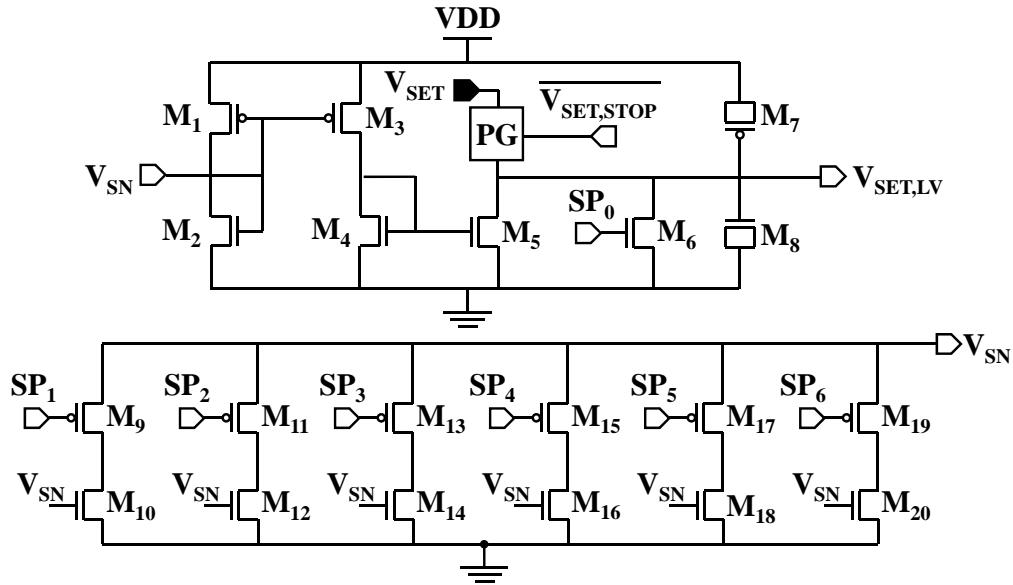 VDD
V_SET
V_SET,STOP
M_1
M_3
PG
M_7
V_SN
V_SET,LV
SP_0
M_2
M_4
M_5
M_6
M_8
V_SN
SP_1 SP_2 SP_3 SP_4 SP_5 SP_6
M_9 M_11 M_13 M_15 M_17 M_19
V_SN V_SN V_SN V_SN V_SN V_SN
M_10 M_12 M_14 M_16 M_18 M_20